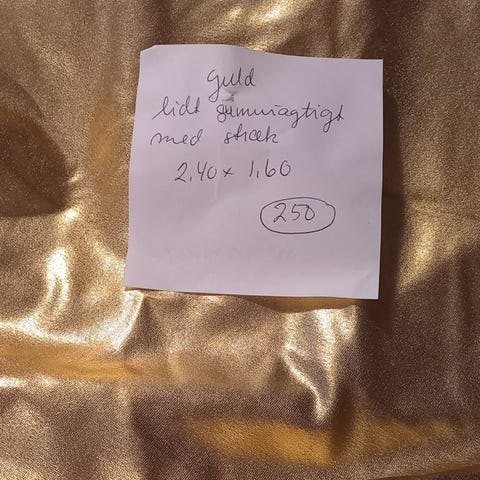 guld
lidt gummiagtigt
med stræk
2.40 x 1.60
250